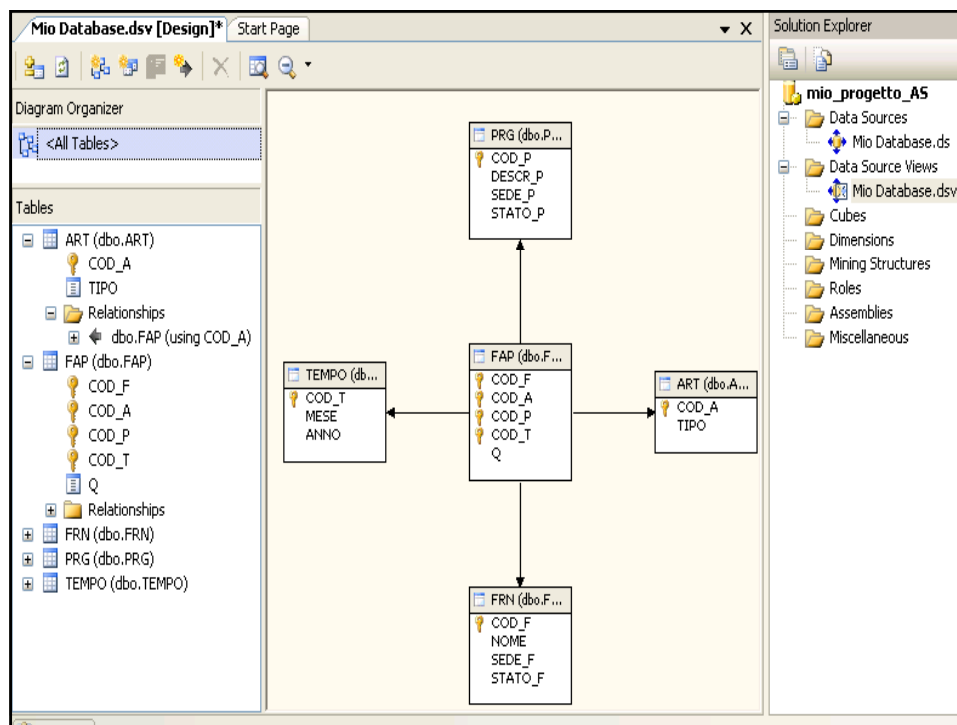 Mio Database.dsv [Design]*
Start Page
Diagram Organizer
<All Tables>
Tables
ART (dbo.ART)
COD_A
TIPO
Relationships
dbo.FAP (using COD_A)
FAP (dbo.FAP)
COD_F
COD_A
COD_P
COD_T
Q
Relationships
FRN (dbo.FRN)
PRG (dbo.PRG)
TEMPO (dbo.TEMPO)
PRG (dbo.P...
COD_P
DESCR_P
SEDE_P
STATO_P
TEMPO (db...
COD_T
MESE
ANNO
FAP (dbo.F...
COD_F
COD_A
COD_P
COD_T
Q
ART (dbo.A...
COD_A
TIPO
FRN (dbo.F...
COD_F
NOME
SEDE_F
STATO_F
Solution Explorer
mio_progetto_AS
Data Sources
Mio Database.ds
Data Source Views
Mio Database.dsv
Cubes
Dimensions
Mining Structures
Roles
Assemblies
Miscellaneous